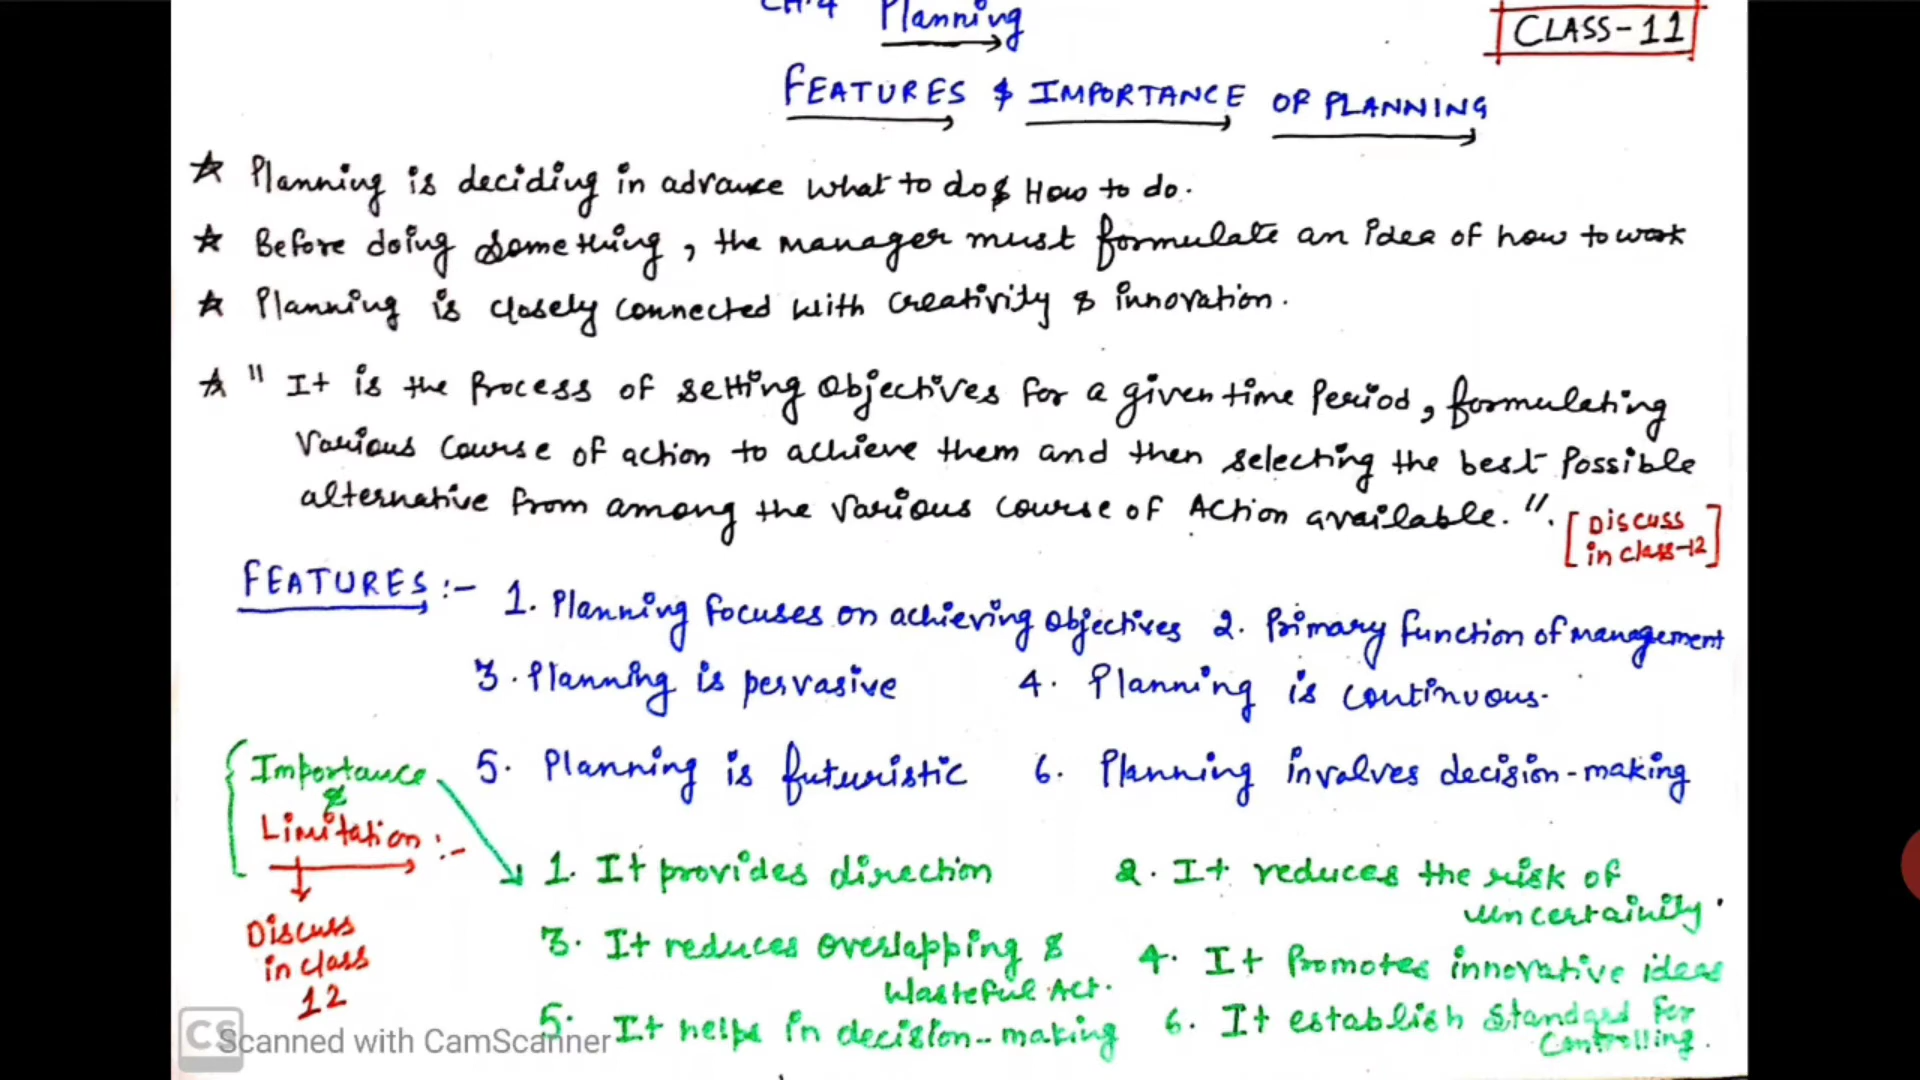 CH.4 Planning
CLASS-11
FEATURES & IMPORTANCE OF PLANNING
☆ Planning is deciding in advance what to do & How to do.
☆ Before doing something, the manager must formulate an idea of how to work
☆ Planning is closely connected with creativity & innovation.
☆ " It is the Process of setting objectives for a given time Period, formulating
Various Course of action to achieve them and then selecting the best possible
alternative from among the various course of Action available.".
[Discuss
in class-12]
FEATURES:- 1. Planning focuses on achieving objectives 2. Primary function of management
3. Planning is pervasive 4. Planning is continuous.
5. Planning is futuristic 6. Planning involves decision-making
Importance
&
Limitation :-
Discuss
in class
12
1. It provides direction 2. It reduces the risk of
uncertainity.
3. It reduces overlapping &
Wasteful Act.
4. It Promotes innovative ideas
5. It helps in decision-making 6. It establish standard for
Controlling.
CS Scanned with CamScanner